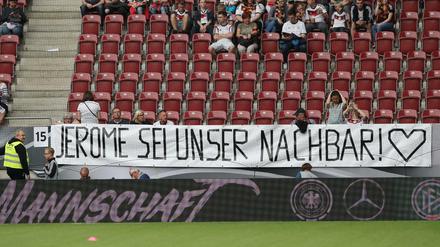 15
JEROME SEI UNSER NACHBAR!♡
MANNSCHAFT